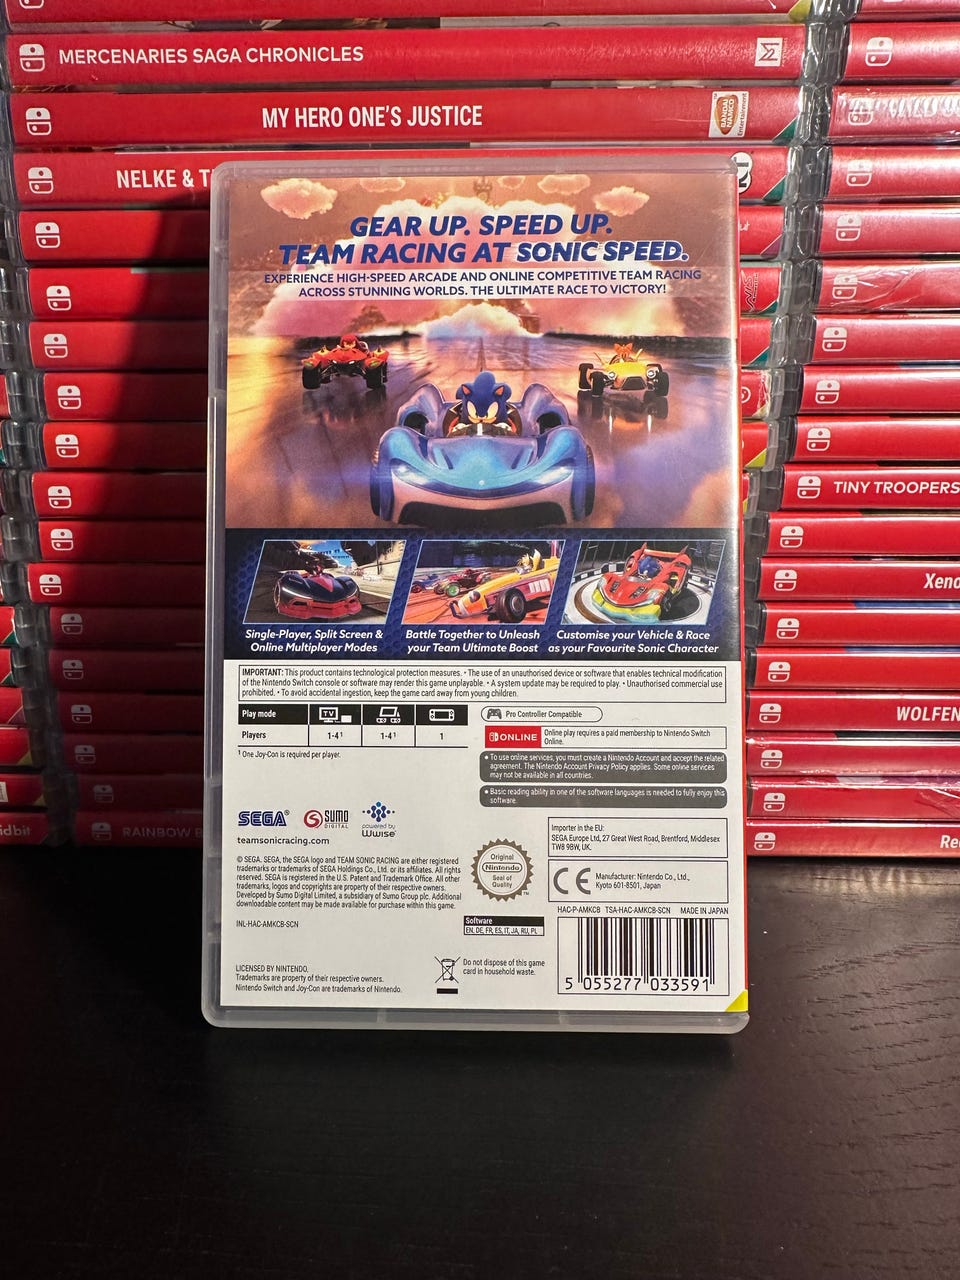 MERCENARIES SAGA CHRONICLES
MY HERO ONE'S JUSTICE
BANDAI
NAMCO
Entertainment
NELKE & T
GEAR UP. SPEED UP.
TEAM RACING AT SONIC SPEED.
EXPERIENCE HIGH-SPEED ARCADE AND ONLINE COMPETITIVE TEAM RACING
ACROSS STUNNING WORLDS. THE ULTIMATE RACE TO VICTORY!
Single-Player, Split Screen &
Online Multiplayer Modes
Battle Together to Unleash
your Team Ultimate Boost
Customise your Vehicle & Race
as your Favourite Sonic Character
IMPORTANT: This product contains technological protection measures. • The use of an unauthorised device or software that enables technical modification
of the Nintendo Switch console or software may render this game unplayable. • A system update may be required to play. • Unauthorised commercial use
prohibited. • To avoid accidental ingestion, keep the game card away from young children.
Play mode TV
Players 1-4¹ 1-4¹ 1
¹ One Joy-Con is required per player.
Pro Controller Compatible
ONLINE
Online play requires a paid membership to Nintendo Switch
Online.
• To use online services, you must create a Nintendo Account and accept the related
agreement. The Nintendo Account Privacy Policy applies. Some online services
may not be available in all countries.
• Basic reading ability in one of the software languages is needed to fully enjoy this
software.
SEGA®
SUMO
DIGITAL
powered by
Wwise
teamsonicracing.com
© SEGA. SEGA, the SEGA logo and TEAM SONIC RACING are either registered
trademarks or trademarks of SEGA Holdings Co., Ltd. or its affiliates. All rights
reserved. SEGA is registered in the U.S. Patent and Trademark Office. All other
trademarks, logos and copyrights are property of their respective owners.
Developed by Sumo Digital Limited, a subsidiary of Sumo Group plc. Additional
downloadable content may be made available for purchase within this game.
INL-HAC-AMKCB-SCN
LICENSED BY NINTENDO.
Trademarks are property of their respective owners.
Nintendo Switch and Joy-Con are trademarks of Nintendo.
Original
Nintendo
Seal of
Quality
TM
Software
EN, DE, FR, ES, IT, JA, RU, PL
Do not dispose of this game
card in household waste.
Importer in the EU:
SEGA Europe Ltd, 27 Great West Road, Brentford, Middlesex
TW8 9BW, UK.
CE
Manufacturer: Nintendo Co., Ltd.,
Kyoto 601-8501, Japan
HAC-P-AMKCB TSA-HAC-AMKCB-SCN MADE IN JAPAN
5 055277 033591
TINY TROOPERS
Xeno
WOLFEN
Re
idbit
RAINBOW B